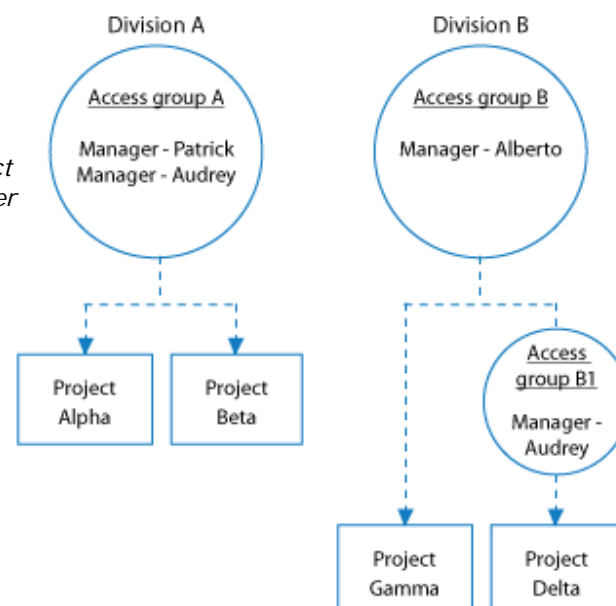 Division A
Access group A
Manager - Patrick
Manager - Audrey
Project
Alpha
Project
Beta
Division B
Access group B
Manager - Alberto
Access
group B1
Manager -
Audrey
Project
Gamma
Project
Delta